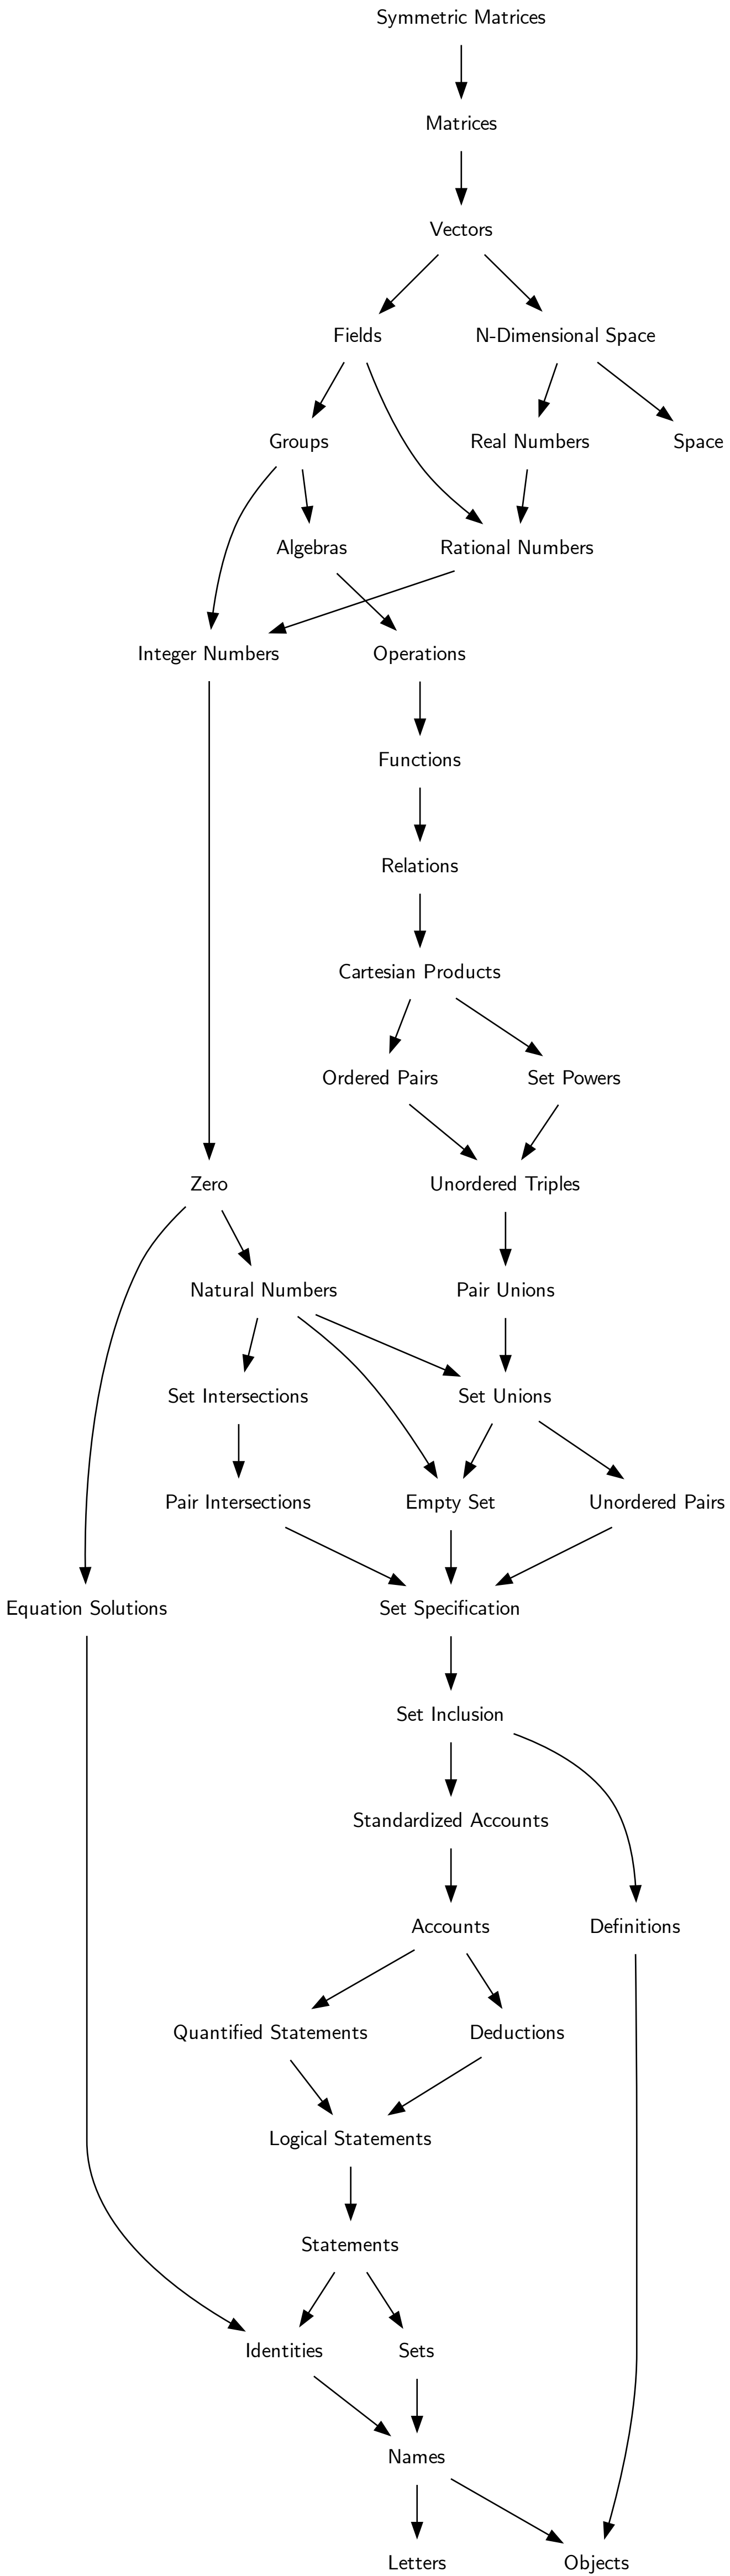 Symmetric Matrices
Matrices
Vectors
Fields
N-Dimensional Space
Groups
Real Numbers
Space
Algebras
Rational Numbers
Integer Numbers
Operations
Functions
Relations
Cartesian Products
Ordered Pairs
Set Powers
Zero
Unordered Triples
Natural Numbers
Pair Unions
Set Intersections
Set Unions
Pair Intersections
Empty Set
Unordered Pairs
Equation Solutions
Set Specification
Set Inclusion
Standardized Accounts
Accounts
Definitions
Quantified Statements
Deductions
Logical Statements
Statements
Identities
Sets
Names
Letters
Objects